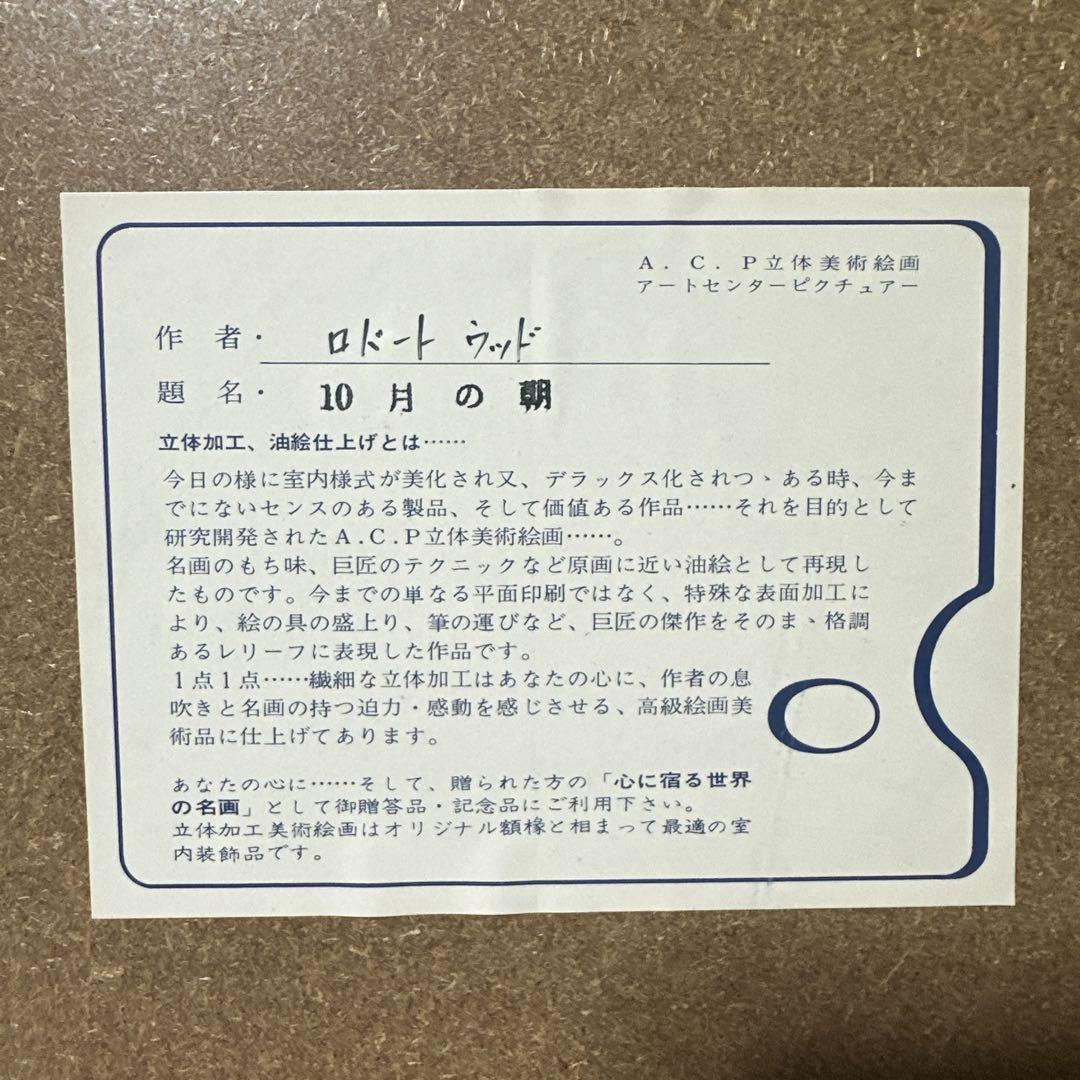 A．C．P立体美術絵画
アートセンターピクチュアー
作 者・ ロバート ウッド
題 名・ 10 月 の 朝
立体加工、油絵仕上げとは……
今日の様に室内様式が美化され又、デラックス化されつゝある時、今ま
でにないセンスのある製品、そして価値ある作品……それを目的として
研究開発されたA.C.P立体美術絵画……。
名画のもち味、巨匠のテクニックなど原画に近い油絵として再現し
たものです。今までの単なる平面印刷ではなく、特殊な表面加工に
より、絵の具の盛上り、筆の運びなど、巨匠の傑作をそのまゝ格調
あるレリーフに表現した作品です。
1点1点……繊細な立体加工はあなたの心に、作者の息
吹きと名画の持つ迫力・感動を感じさせる、高級絵画美
術品に仕上げてあります。
あなたの心に……そして、贈られた方の「心に宿る世界
の名画」として御贈答品・記念品にご利用下さい。
立体加工美術絵画はオリジナル額椽と相まって最適の室
内装飾品です。